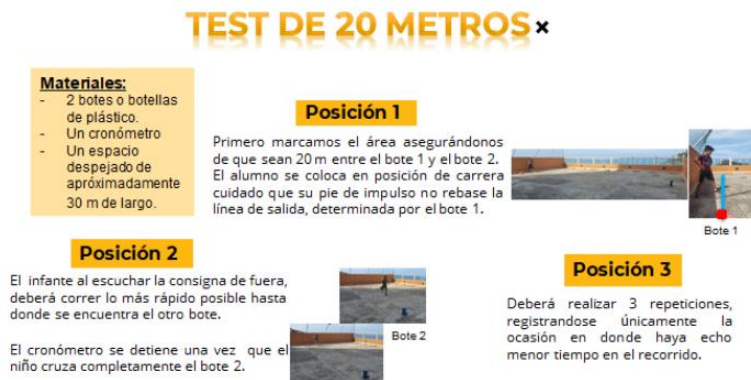 TEST DE 20 METROS ×
Materiales:
- 2 botes o botellas
de plástico.
- Un cronómetro
- Un espacio
despejado de
apróximadamente
30 m de largo.
Posición 1
Primero marcamos el área asegurándonos
de que sean 20 m entre el bote 1 y el bote 2.
El alumno se coloca en posición de carrera
cuidado que su pie de impulso no rebase la
línea de salida, determinada por el bote 1.
Bote 1
Posición 2
El infante al escuchar la consigna de fuera,
deberá correr lo más rápido posible hasta
donde se encuentra el otro bote.
El cronómetro se detiene una vez que el
niño cruza completamente el bote 2.
Bote 2
Posición 3
Deberá realizar 3 repeticiones,
registrandose únicamente la
ocasión en donde haya echo
menor tiempo en el recorrido.